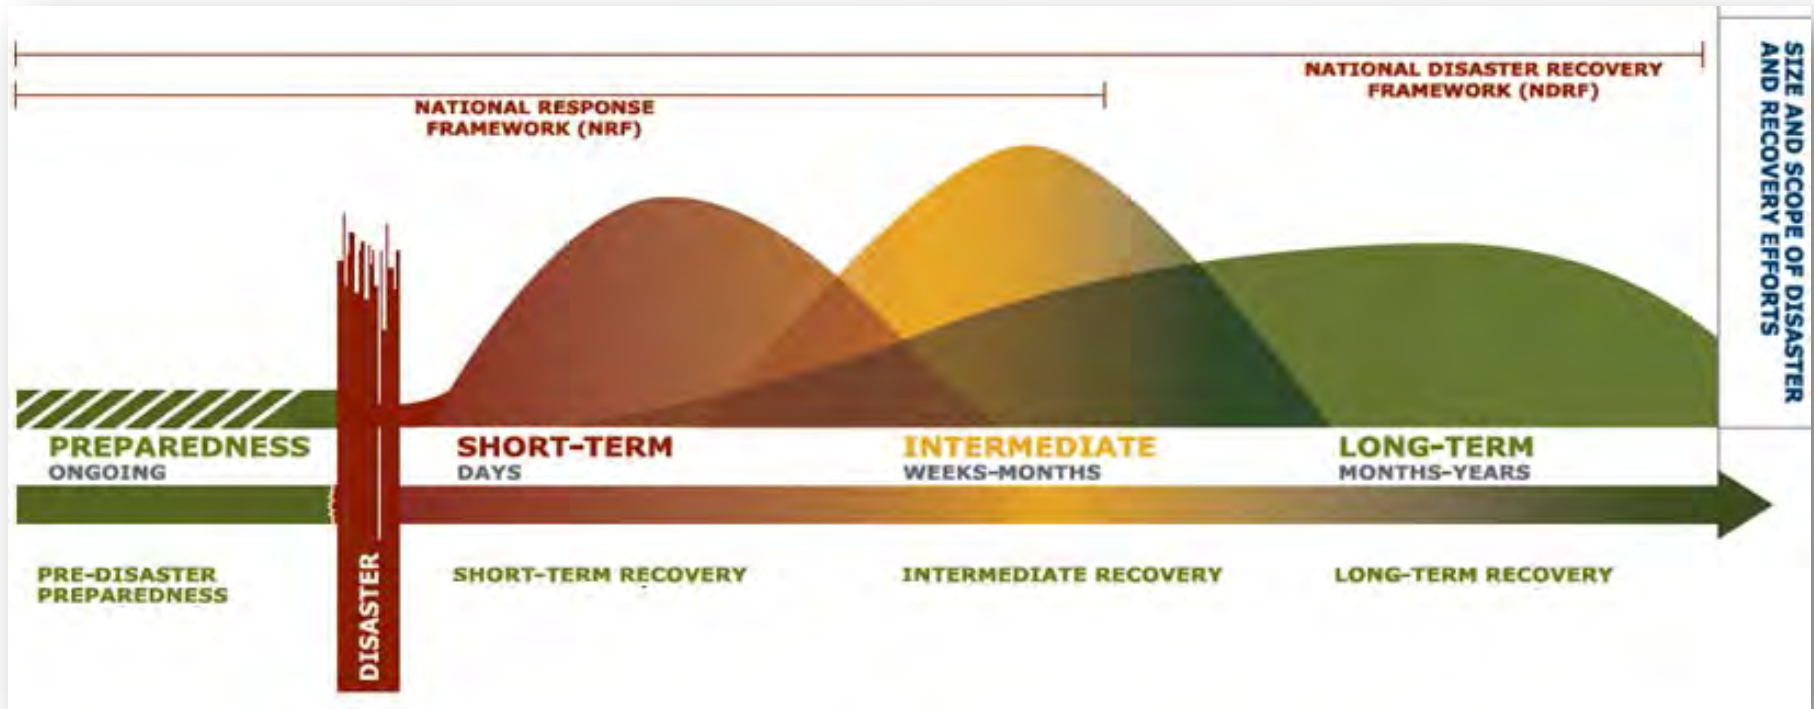 NATIONAL DISASTER RECOVERY
FRAMEWORK (NDRF)
NATIONAL RESPONSE
FRAMEWORK (NRF)
SIZE AND SCOPE OF DISASTER
AND RECOVERY EFFORTS
PREPAREDNESS
ONGOING
SHORT-TERM
DAYS
INTERMEDIATE
WEEKS-MONTHS
LONG-TERM
MONTHS-YEARS
PRE-DISASTER
PREPAREDNESS
DISASTER
SHORT-TERM RECOVERY
INTERMEDIATE RECOVERY
LONG-TERM RECOVERY